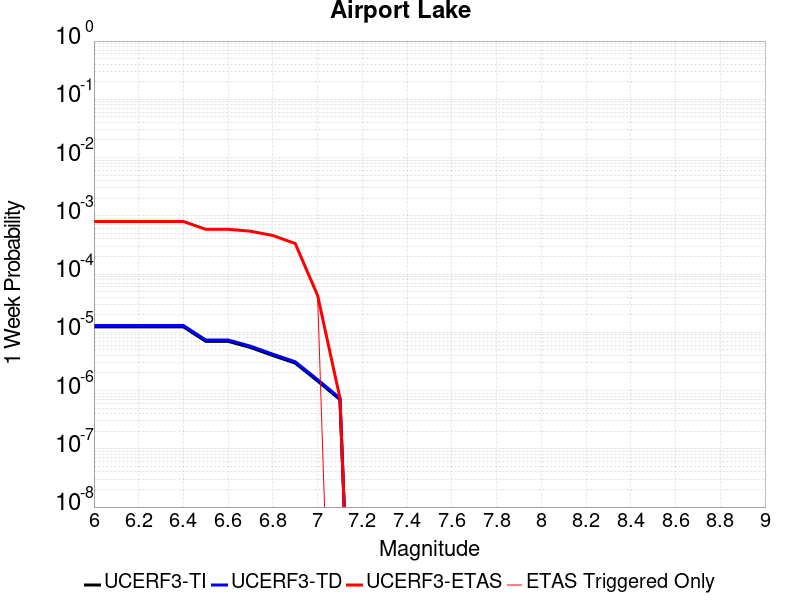 Airport Lake
10 0
10 -1
10 -2
10 -3
10 -4
10 -5
10 -6
10 -7
10 -8
1 Week Probability
6 6.2 6.4 6.6 6.8 7 7.2 7.4 7.6 7.8 8 8.2 8.4 8.6 8.8 9
Magnitude
UCERF3-TI UCERF3-TD UCERF3-ETAS ETAS Triggered Only